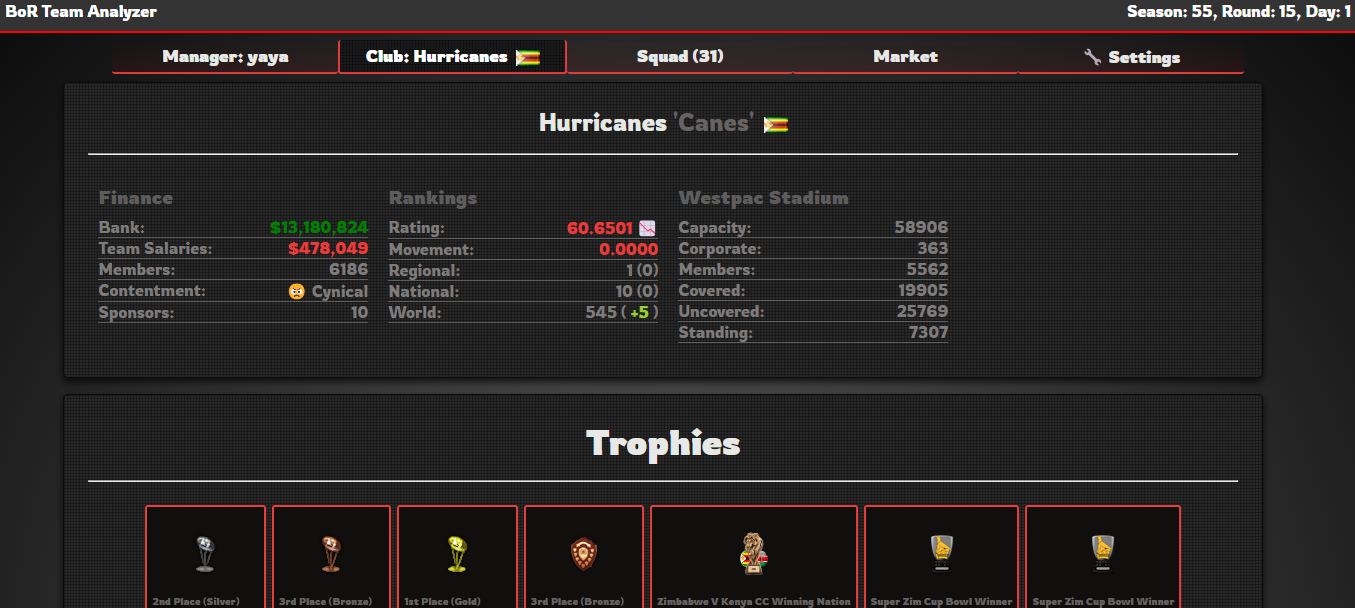 BoR Team Analyzer
Season: 55, Round: 15, Day: 1
Manager: yaya
Club: Hurricanes
Squad (31)
Market
Settings
Hurricanes 'Canes'
Finance
Bank: $13,180,824
Team Salaries: $478,049
Members: 6186
Contentment: Cynical
Sponsors: 10
Rankings
Rating: 60.6501
Movement: 0.0000
Regional: 1 (0)
National: 10 (0)
World: 545 ( +5 )
Westpac Stadium
Capacity: 58906
Corporate: 363
Members: 5562
Covered: 19905
Uncovered: 25769
Standing: 7307
Trophies
2nd Place (Silver)
3rd Place (Bronze)
1st Place (Gold)
3rd Place (Bronze)
Zimbabwe V Kenya CC Winning Nation
Super Zim Cup Bowl Winner
Super Zim Cup Bowl Winner